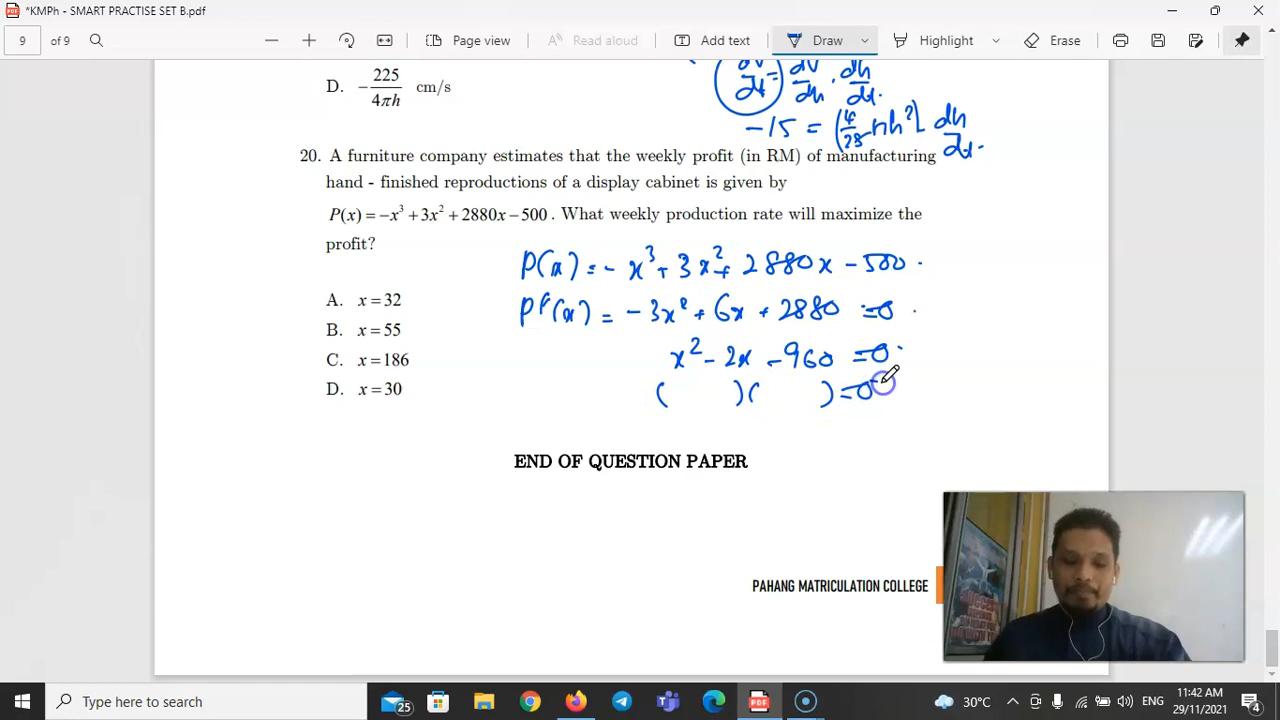 *KMPh - SMART PRACTISE SET B.pdf
9 of 9 Page view Read aloud Add text Draw Highlight Erase
D. -225/4πh cm/s
dV/dt = dV/dh · dh/dt
-15 = (4/25 πh²) dh/dt
20. A furniture company estimates that the weekly profit (in RM) of manufacturing
hand - finished reproductions of a display cabinet is given by
P(x) = -x³ + 3x² + 2880x - 500 . What weekly production rate will maximize the
profit?
P(x) = - x³ + 3x² + 2880x - 500 .
P'(x) = - 3x² + 6x + 2880 = 0 .
A. x = 32
B. x = 55
x² - 2x - 960 = 0 .
C. x = 186
D. x = 30
( )( ) = 0
END OF QUESTION PAPER
PAHANG MATRICULATION COLLEGE
Type here to search
25
30°C
ENG
11:42 AM
29/11/2021
4